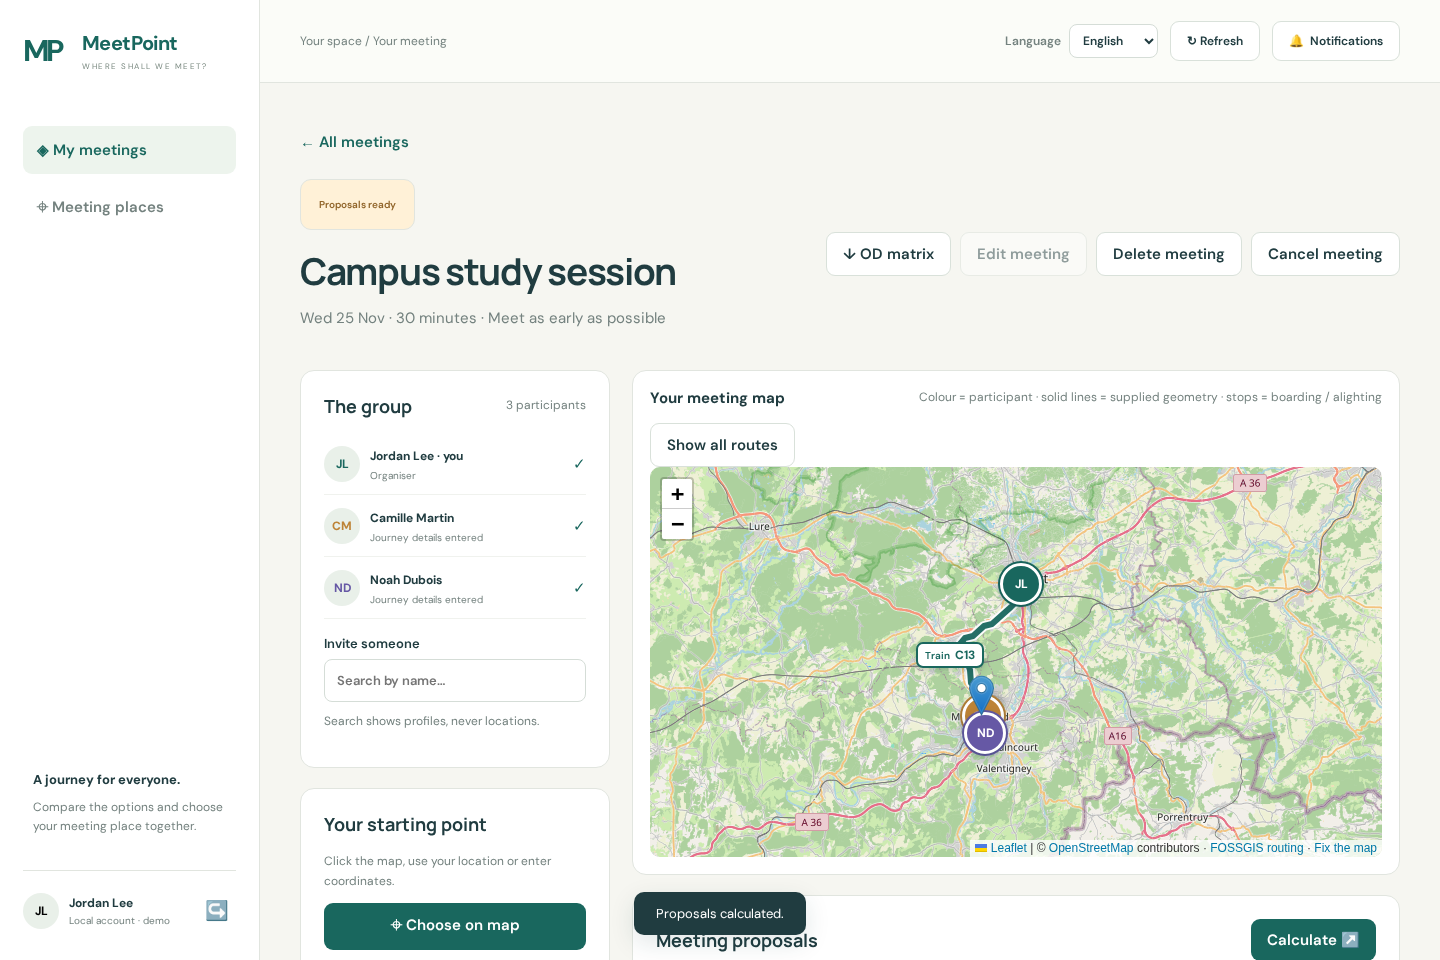 MP
MeetPoint
WHERE SHALL WE MEET?
◈ My meetings
⌖ Meeting places
A journey for everyone.
Compare the options and choose
your meeting place together.
JL
Jordan Lee
Local account · demo
Your space / Your meeting
Language
English
↻ Refresh
🔔 Notifications
← All meetings
Proposals ready
Campus study session
Wed 25 Nov · 30 minutes · Meet as early as possible
↓ OD matrix
Edit meeting
Delete meeting
Cancel meeting
The group
3 participants
JL
Jordan Lee · you
Organiser
✓
CM
Camille Martin
Journey details entered
✓
ND
Noah Dubois
Journey details entered
✓
Invite someone
Search by name...
Search shows profiles, never locations.
Your starting point
Click the map, use your location or enter
coordinates.
⌖ Choose on map
Your meeting map
Colour = participant · solid lines = supplied geometry · stops = boarding / alighting
Show all routes
+
−
A 36
Lure
JL
t
Train C13
M
d
ND
incourt
A16
Valentigney
A 36
Porrentruy
Leaflet | © OpenStreetMap contributors · FOSSGIS routing · Fix the map
Proposals calculated.
Meeting proposals
Calculate ↗